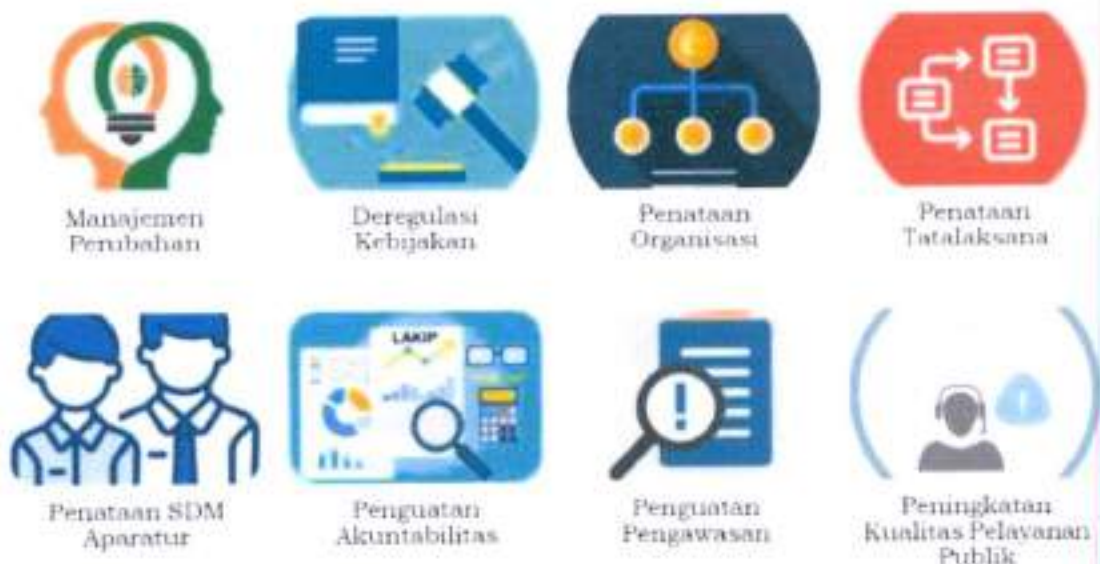 Manajemen
Perubahan
Deregulasi
Kebijakan
Penataan
Organisasi
Penataan
Tatalaksana
LAKIP
Penataan SDM
Aparatur
Penguatan
Akuntabilitas
Penguatan
Pengawasan
Peningkatan
Kualitas Pelayanan
Publik